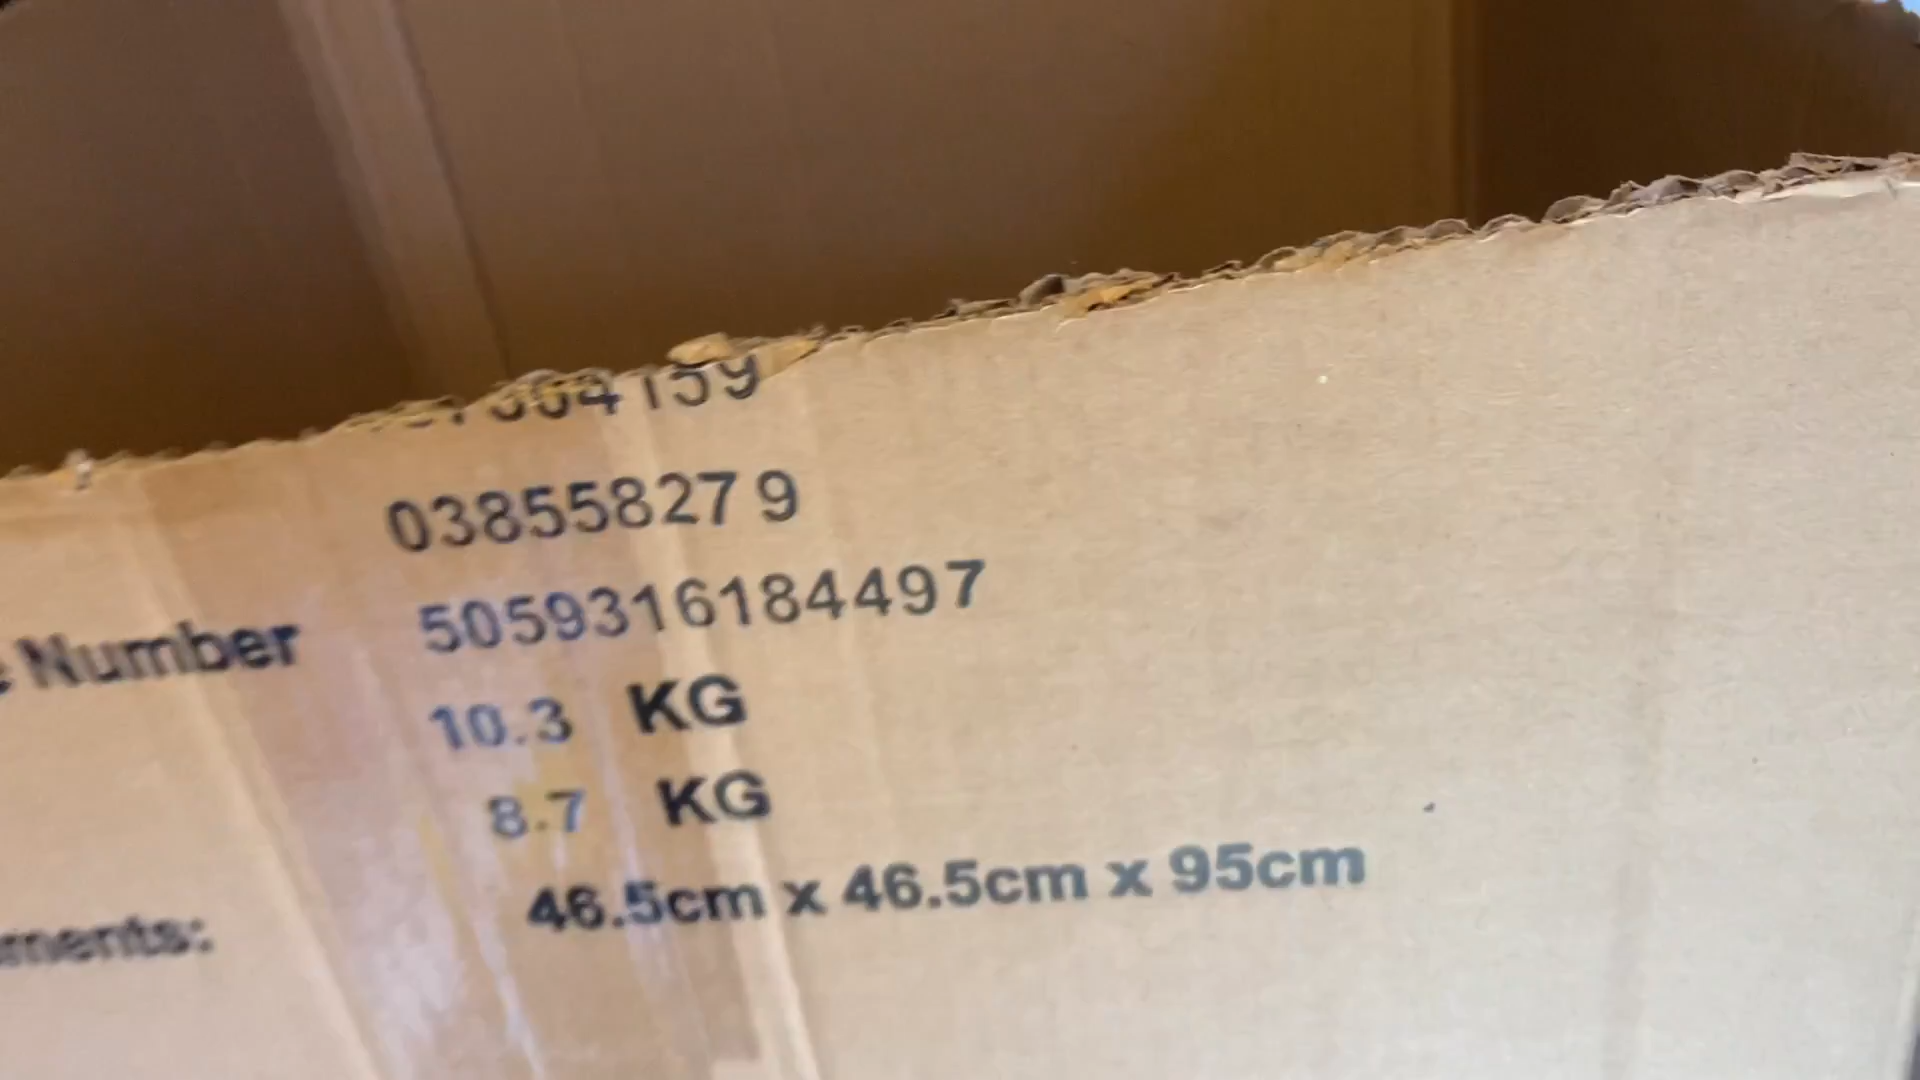 038558279
e Number 5059316184497
10.3 KG
8.7 KG
ments: 46.5cm x 46.5cm x 95cm